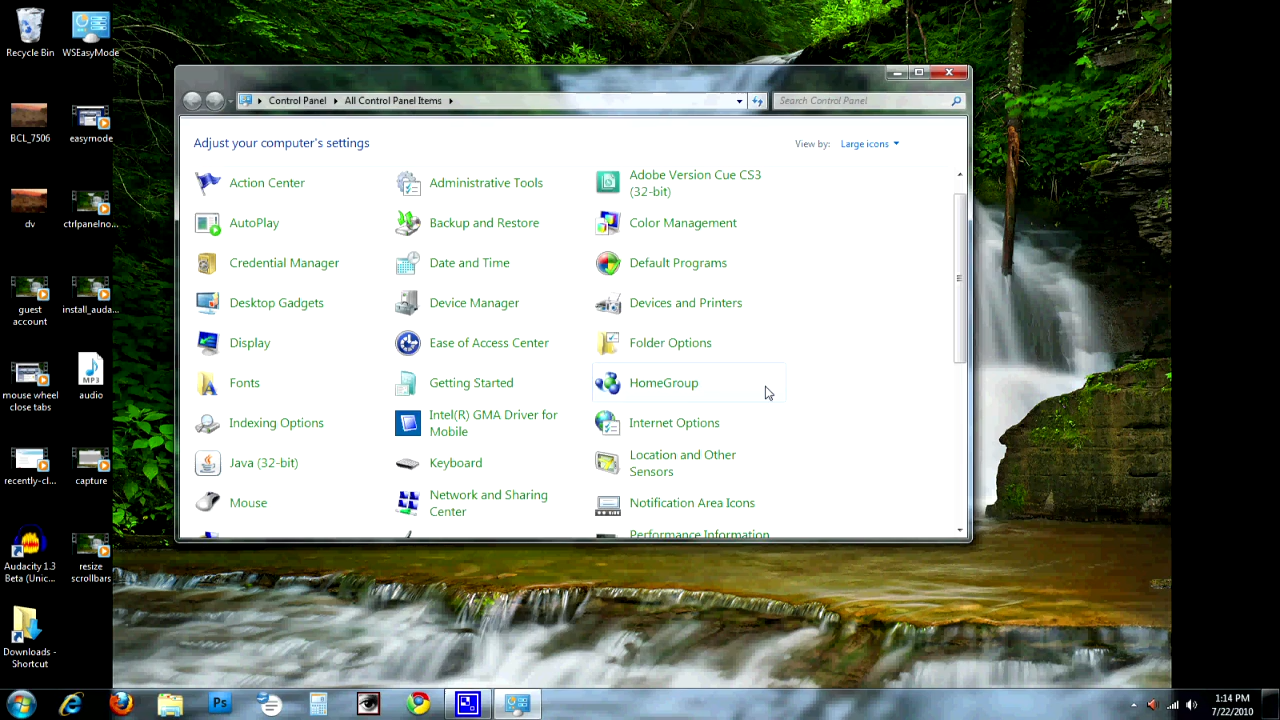 Recycle Bin
WSEasyMode
BCL_7506
easymode
dv
ctrlpanelno...
guest
account
install_auda...
mouse wheel
close tabs
MP3
audio
recently-cl...
capture
Audacity 1.3
Beta (Unic...
resize
scrollbars
Downloads -
Shortcut
Control Panel
All Control Panel Items
Search Control Panel
Adjust your computer's settings
View by:
Large icons
Action Center
Administrative Tools
Adobe Version Cue CS3
(32-bit)
AutoPlay
Backup and Restore
Color Management
Credential Manager
Date and Time
Default Programs
Desktop Gadgets
Device Manager
Devices and Printers
Display
Ease of Access Center
Folder Options
Fonts
Getting Started
HomeGroup
Indexing Options
Intel(R) GMA Driver for
Mobile
Internet Options
Java (32-bit)
Keyboard
Location and Other
Sensors
Mouse
Network and Sharing
Center
Notification Area Icons
Performance Information
Ps
1:14 PM
7/22/2010